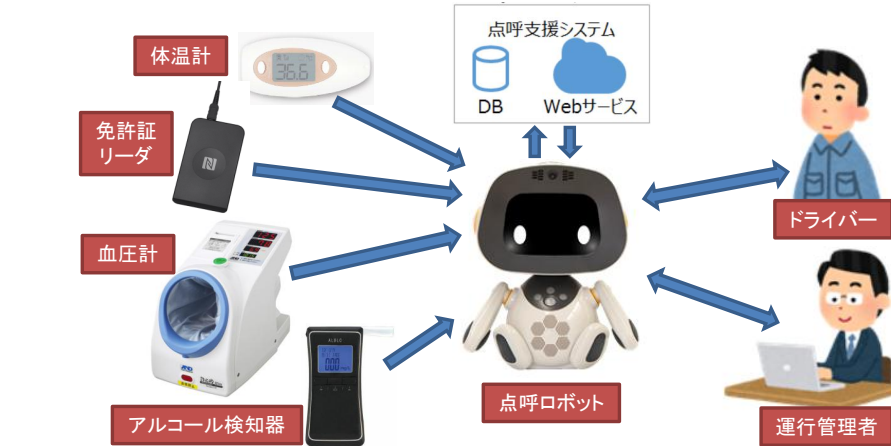 点呼支援システム
DB
Webサービス
体温計
36.6
免許証
リーダ
血圧計
アルコール検知器
点呼ロボット
ドライバー
運行管理者